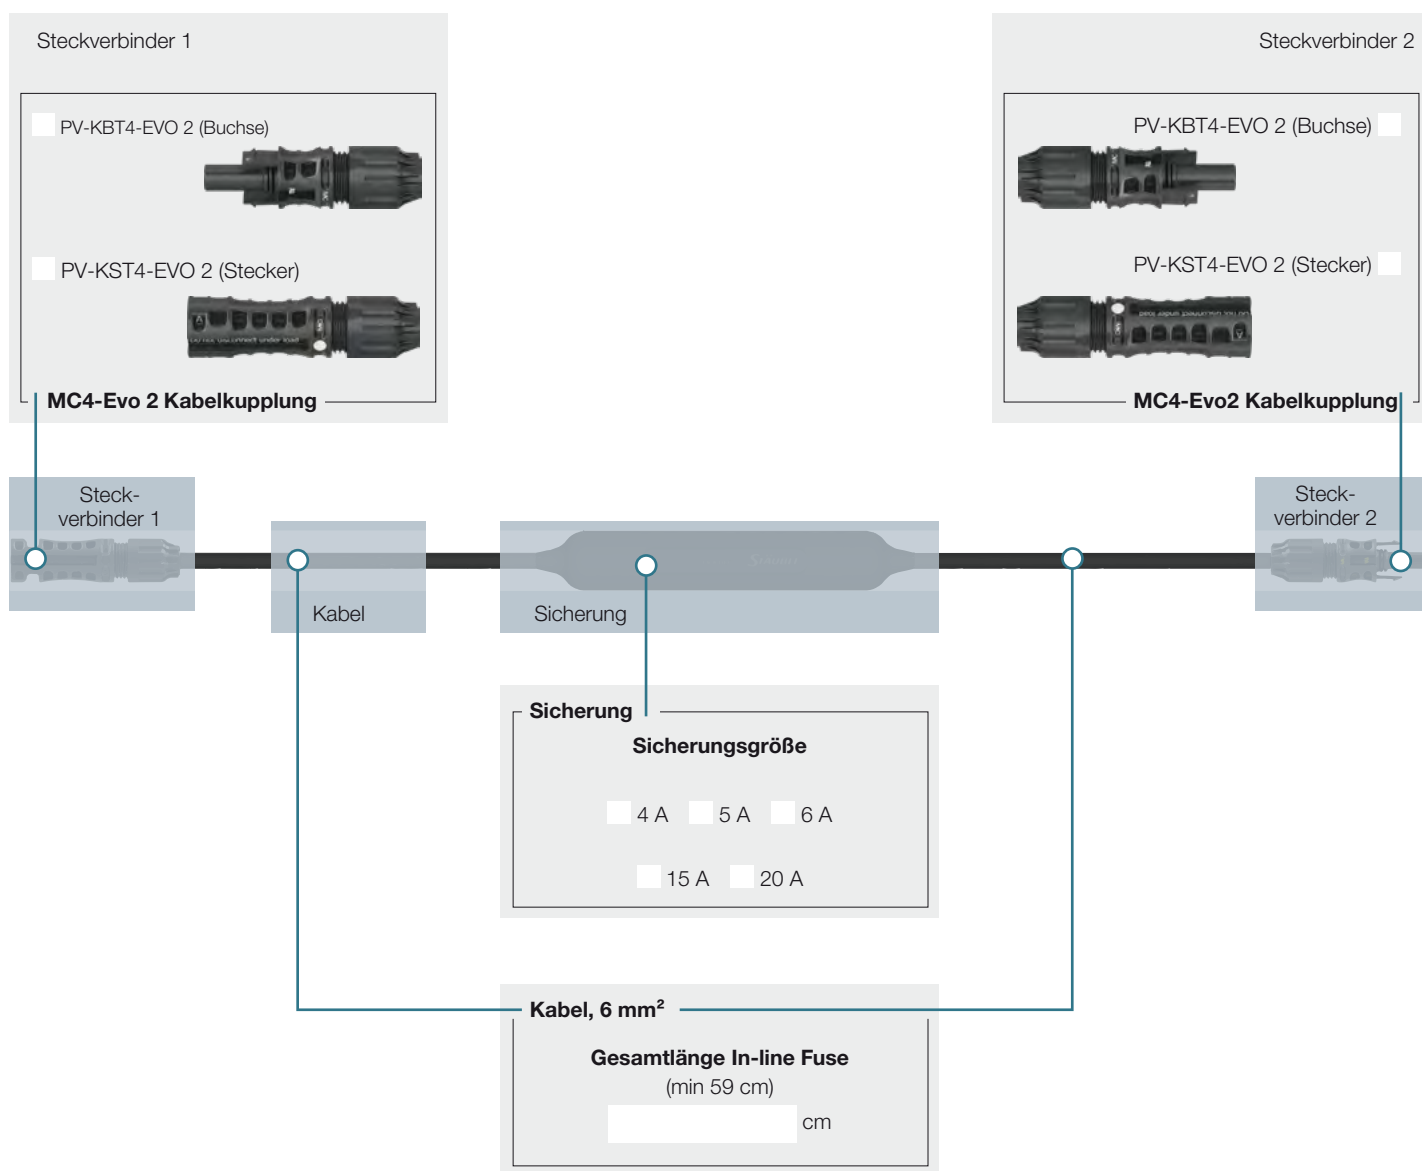 Steckverbinder 1
Steckverbinder 2
PV-KBT4-EVO 2 (Buchse)
PV-KST4-EVO 2 (Stecker)
MC4-Evo 2 Kabelkupplung
PV-KBT4-EVO 2 (Buchse)
PV-KST4-EVO 2 (Stecker)
MC4-Evo2 Kabelkupplung
Steck-
verbinder 1
Kabel
Sicherung
Steck-
verbinder 2
Sicherung
Sicherungsgröße
4 A 5 A 6 A
15 A 20 A
Kabel, 6 mm²
Gesamtlänge In-line Fuse
(min 59 cm)
cm